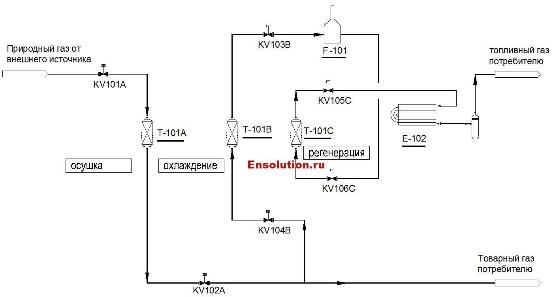 Природный газ от
внешнего источника
KV101A
KV103B
F-101
топливный газ
потребителю
KV105C
T-101A
T-101B
T-101C
E-102
осушка
охлаждение
регенерация
Ensolution.ru
KV106C
KV104B
Товарный газ
потребителю
KV102A